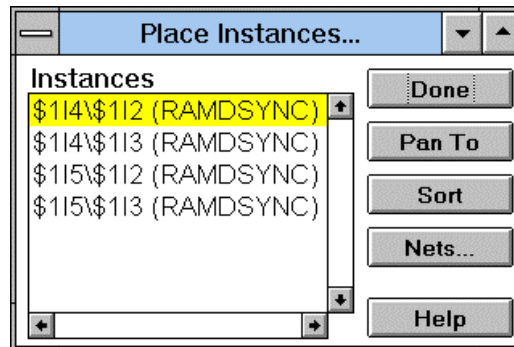 Place Instances...
Instances
$1I4\$1I2 (RAMDSYNC)
$1I4\$1I3 (RAMDSYNC)
$1I5\$1I2 (RAMDSYNC)
$1I5\$1I3 (RAMDSYNC)
Done
Pan To
Sort
Nets...
Help